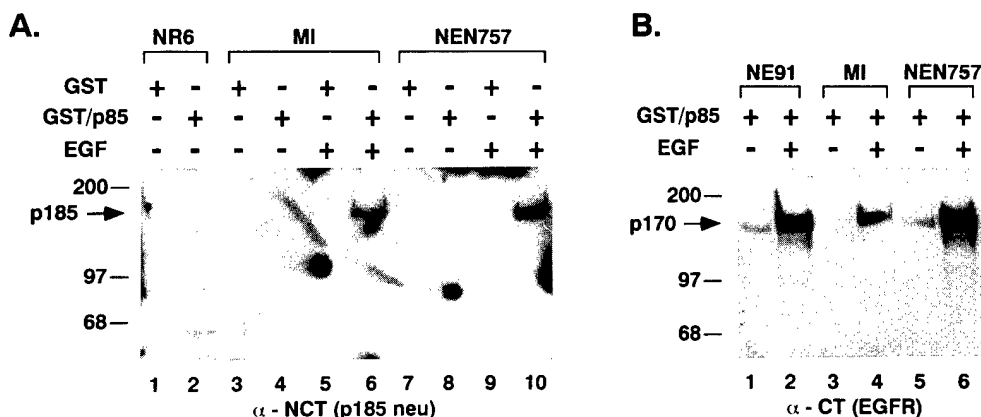 A.
NR6 MI NEN757
GST + - + - + - + - + -
GST/p85 - + - + - + - + - +
EGF - - - - + + - - + +
200
p185
97
68
1 2 3 4 5 6 7 8 9 10
α - NCT (p185 neu)
B.
NE91 MI NEN757
GST/p85 + + + + + +
EGF - + - + - +
200
p170
97
68
1 2 3 4 5 6
α - CT (EGFR)